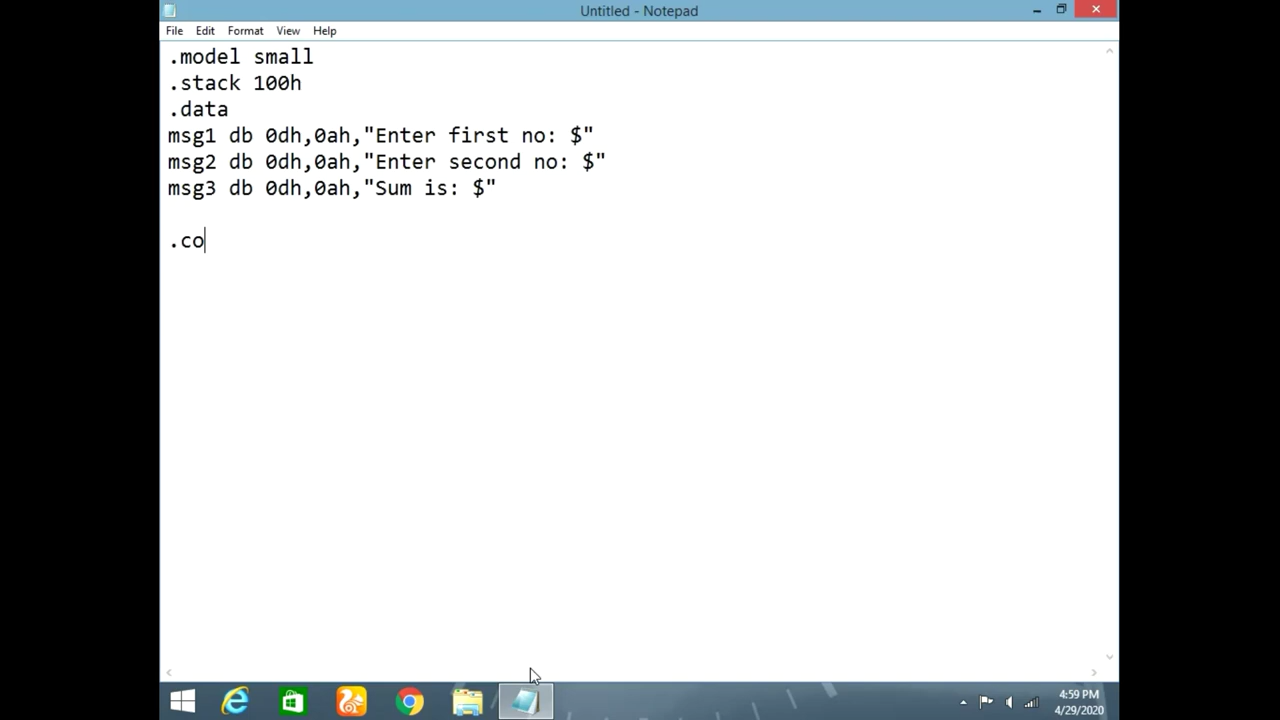 Untitled - Notepad
File Edit Format View Help
.model small
.stack 100h
.data
msg1 db 0dh,0ah,"Enter first no: $"
msg2 db 0dh,0ah,"Enter second no: $"
msg3 db 0dh,0ah,"Sum is: $"
.co
4:59 PM
4/29/2020